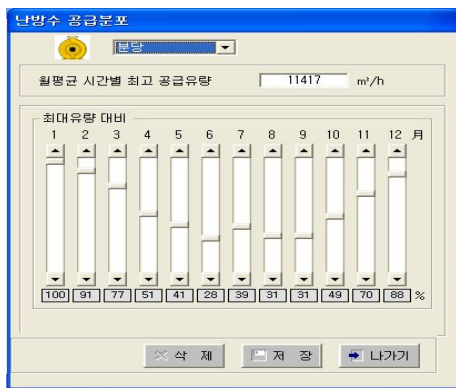 난방수 공급분포
분당
월평균 시간별 최고 공급유량 11417 m³/h
최대유량 대비
1 2 3 4 5 6 7 8 9 10 11 12 月
100 91 77 51 41 28 39 31 31 49 70 88 %
삭 제 저 장 나가기